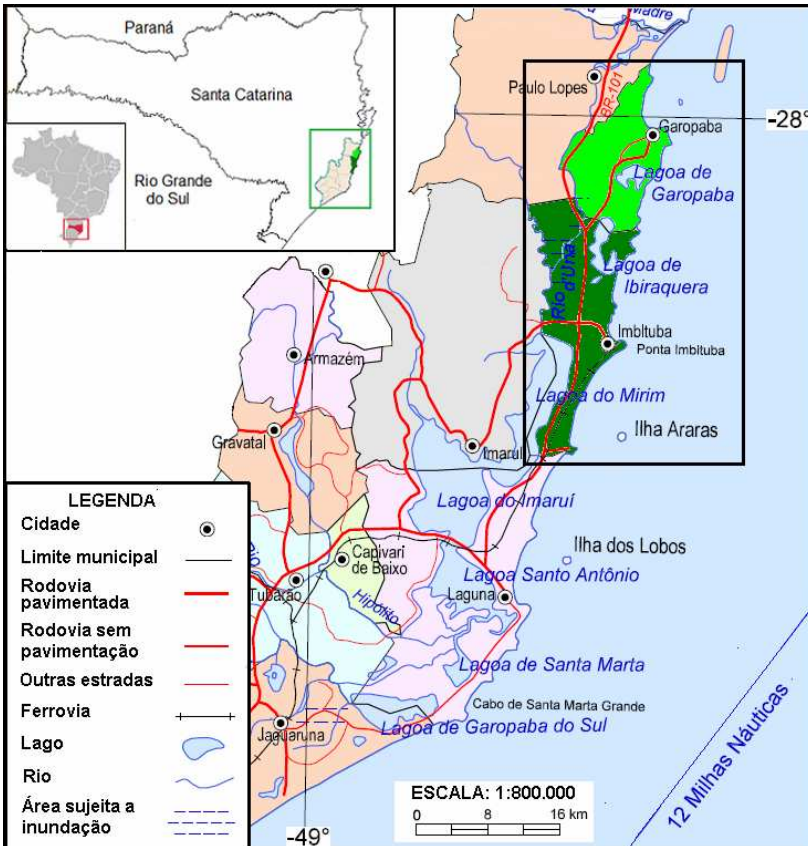 Paraná
Santa Catarina
Rio Grande
do Sul
Madre
d'Una
Paulo Lopes
BR-101
-28°
Garopaba
Lagoa de
Garopaba
Rio d'Una
Lagoa de
Ibiraquera
Imbituba
Ponta Imbituba
Armazém
Lagoa do Mirim
Ilha Araras
Gravatal
Imaruí
Lagoa do Imaruí
Ilha dos Lobos
Capivarí
de Baixo
Lagoa Santo Antônio
Tubarão
Laguna
Hipólito
Lagoa de Santa Marta
Cabo de Santa Marta Grande
Lagoa de Garopaba do Sul
Jaguaruna
12 Milhas Náuticas
LEGENDA
Cidade
Limite municipal
Rodovia
pavimentada
Rodovia sem
pavimentação
Outras estradas
Ferrovia
Lago
Rio
Área sujeita a
inundação
ESCALA: 1:800.000
0 8 16 km
-49°